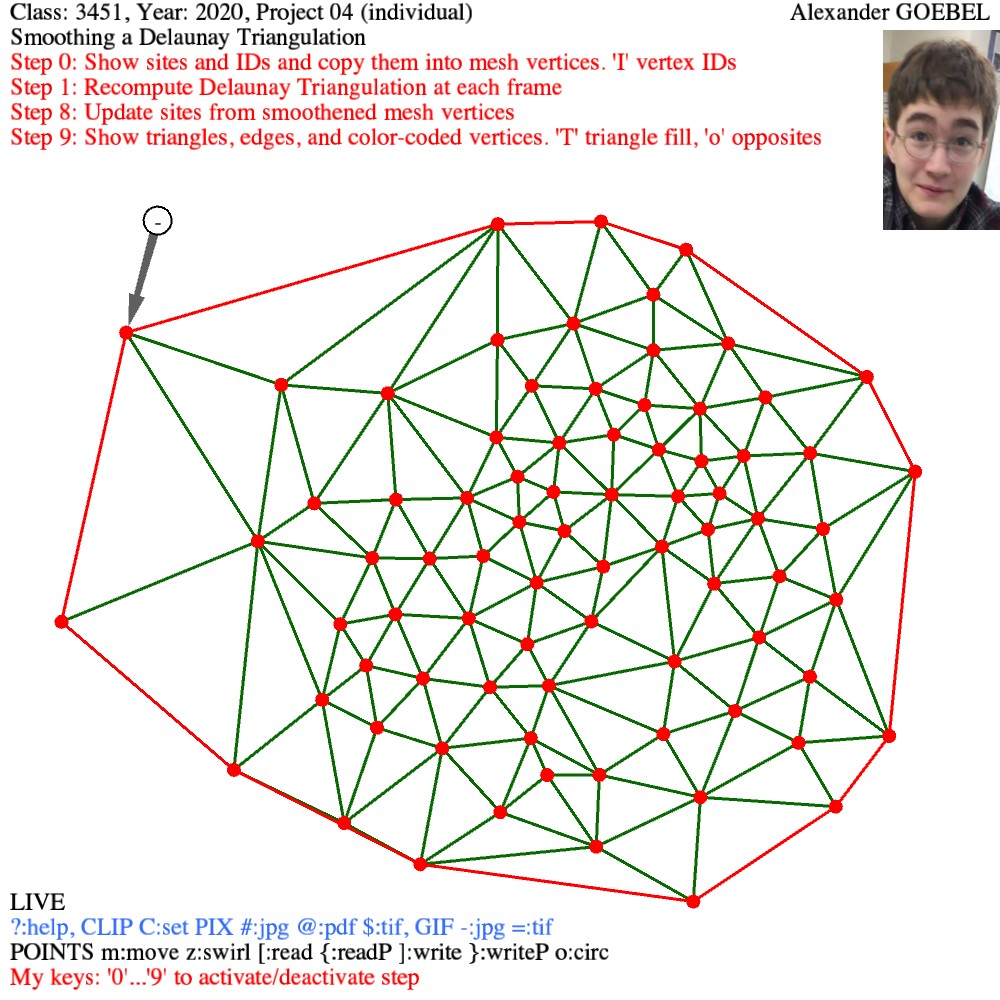 Class: 3451, Year: 2020, Project 04 (individual)
Alexander GOEBEL
Smoothing a Delaunay Triangulation
Step 0: Show sites and IDs and copy them into mesh vertices. 'I' vertex IDs
Step 1: Recompute Delaunay Triangulation at each frame
Step 8: Update sites from smoothened mesh vertices
Step 9: Show triangles, edges, and color-coded vertices. 'T' triangle fill, 'o' opposites
-
LIVE
?:help, CLIP C:set PIX #:jpg @:pdf $:tif, GIF -:jpg =:tif
POINTS m:move z:swirl [:read {:readP ]:write }:writeP o:circ
My keys: '0'...'9' to activate/deactivate step